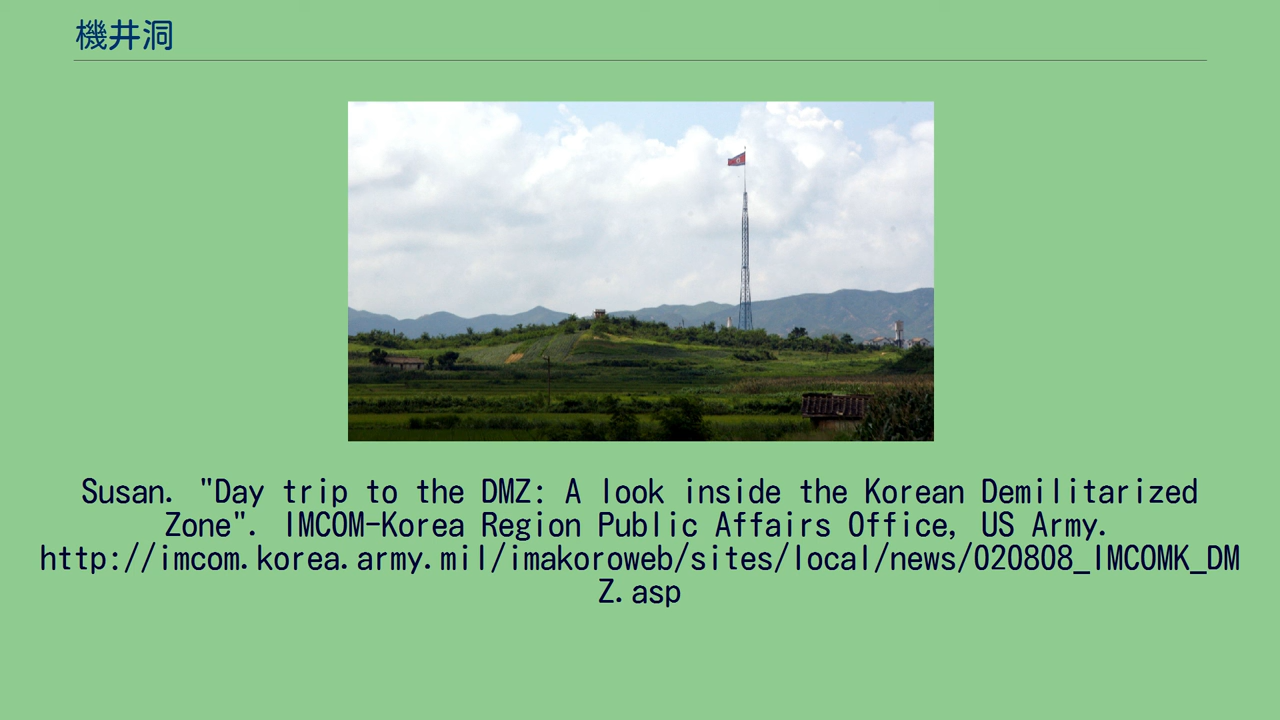 機井洞
Susan. "Day trip to the DMZ: A look inside the Korean Demilitarized
Zone". IMCOM-Korea Region Public Affairs Office, US Army.
http://imcom.korea.army.mil/imakoroweb/sites/local/news/020808_IMCOMK_DM
Z.asp